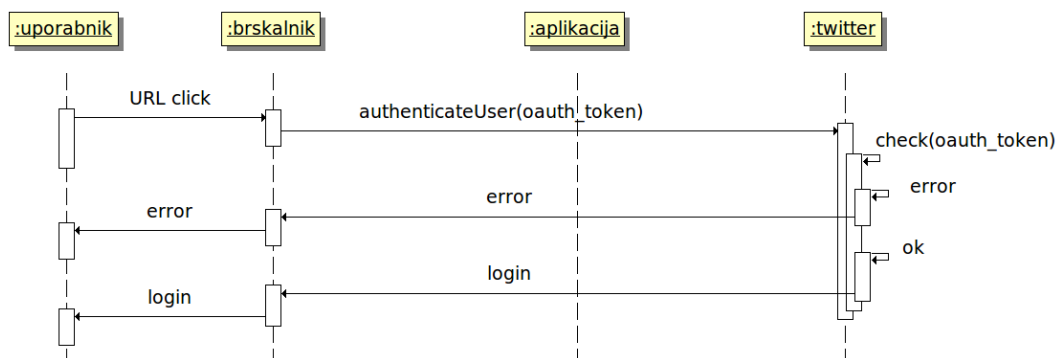 :uporabnik
:brskalnik
:aplikacija
:twitter
URL click
authenticateUser(oauth_token)
check(oauth_token)
error
error
error
ok
login
login